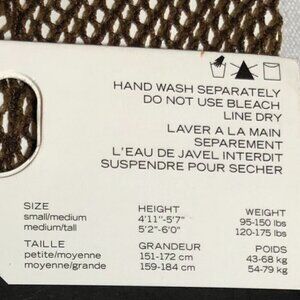 HAND WASH SEPARATELY
DO NOT USE BLEACH
LINE DRY
LAVER A LA MAIN
SEPAREMENT
L'EAU DE JAVEL INTERDIT
SUSPENDRE POUR SECHER
SIZE HEIGHT WEIGHT
small/medium 4'11"-5'7" 95-150 lbs
medium/tall 5'2"-6'0" 120-175 lbs
TAILLE GRANDEUR POIDS
petite/moyenne 151-172 cm 43-68 kg
moyenne/grande 159-184 cm 54-79 kg